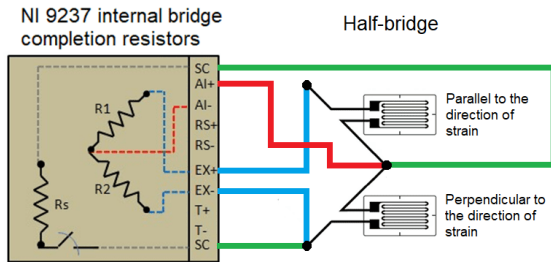 NI 9237 internal bridge
completion resistors
Half-bridge
SC
AI+
AI-
RS+
RS-
EX+
EX-
T+
T-
SC
R1
R2
Rs
Parallel to the
direction of
strain
Perpendicular to
the direction of
strain